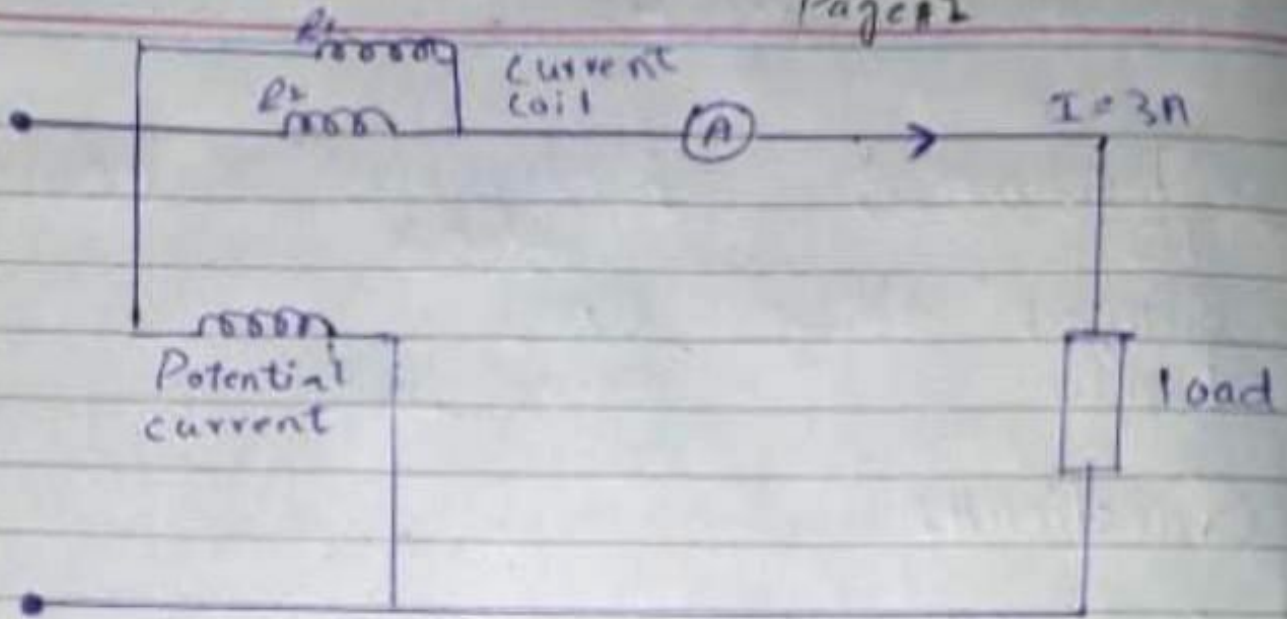 Page#2
R1
current
coil
R2
A
I = 3A
Potential
current
load